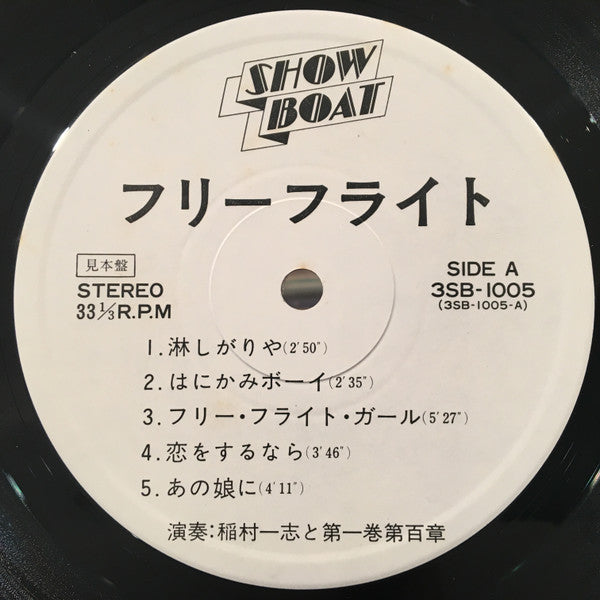 SHOW
BOAT
フリーフライト
見本盤
STEREO
33 1/3 R.P.M
SIDE A
3SB-1005
(3SB-1005-A)
1. 淋しがりや(2'50")
2. はにかみボーイ(2'35")
3. フリー・フライト・ガール(5'27")
4. 恋をするなら(3'46")
5. あの娘に(4'11")
演奏:稲村一志と第一巻第百章